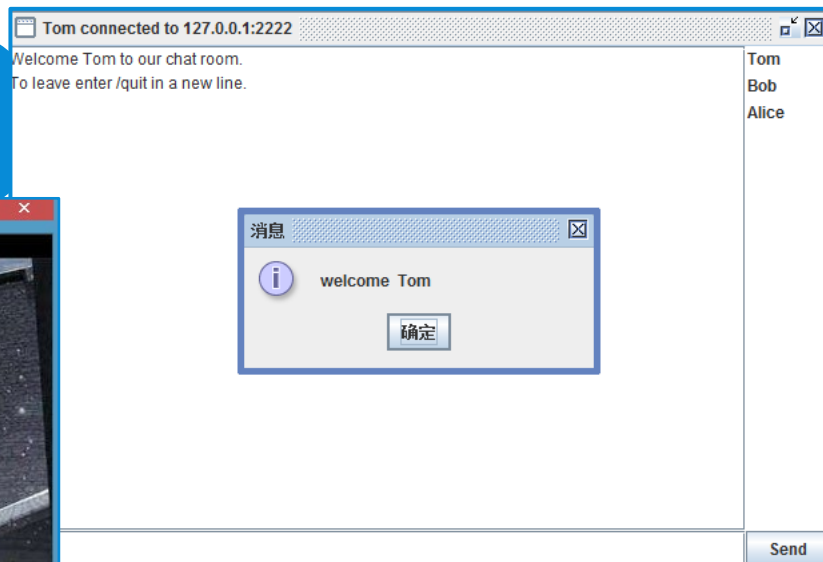 Tom connected to 127.0.0.1:2222
Welcome Tom to our chat room.
To leave enter /quit in a new line.
Tom
Bob
Alice
消息
welcome Tom
确定
Send